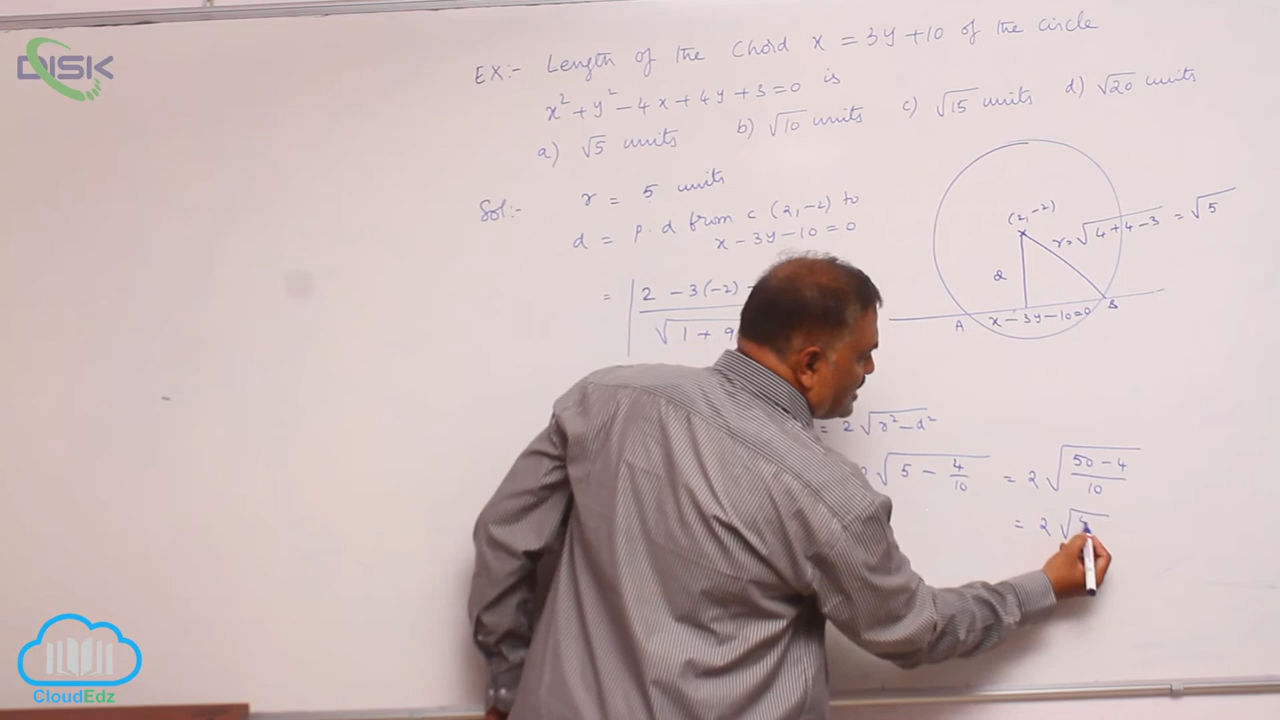 DISK
EX:- Length of the chord x = 3y + 10 of the circle
x² + y² - 4x + 4y + 3 = 0 is
a) √5 units b) √10 units c) √15 units d) √20 units
Sol:- r = 5 units
d = p.d from c (2, -2) to
x - 3y - 10 = 0
= | 2 - 3(-2)
√1 + 9
= 2√r² - d²
2√5 - 4/10 = 2√50 - 4/10
= 2√
(2, -2)
r = √4 + 4 - 3 = √5
A x - 3y - 10 = 0 B
CloudEdz